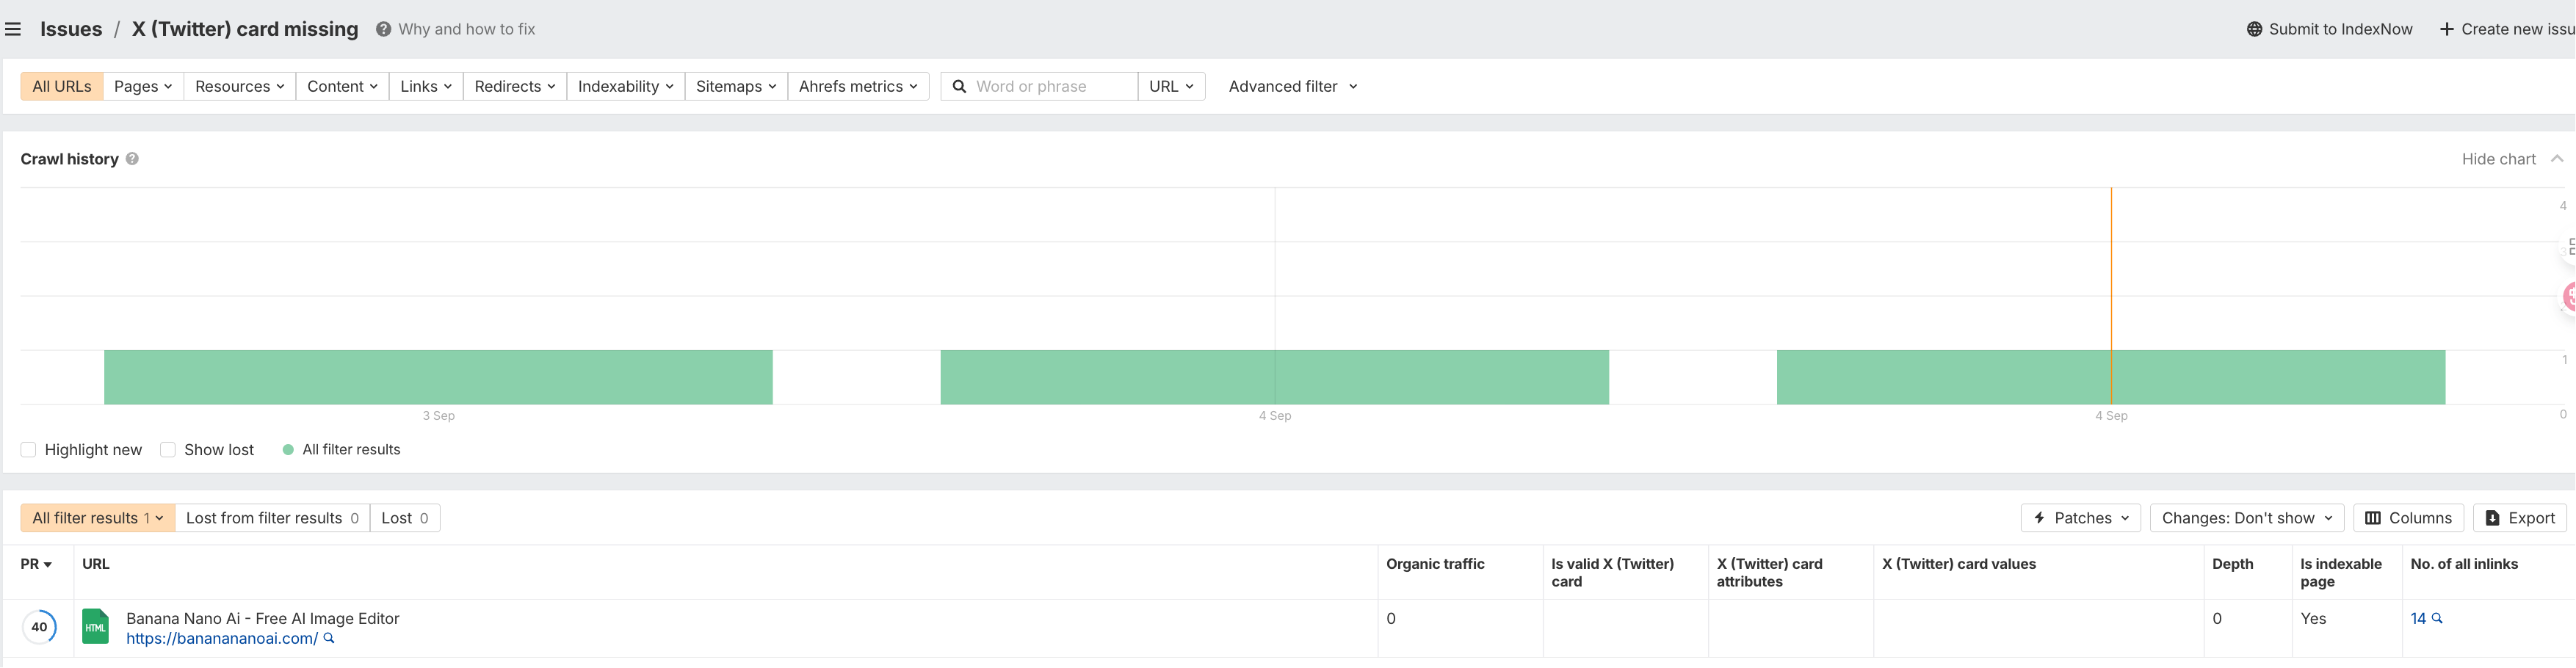 Issues / X (Twitter) card missing Why and how to fix Submit to IndexNow Create new issu
All URLs Pages Resources Content Links Redirects Indexability Sitemaps Ahrefs metrics Word or phrase URL Advanced filter
Crawl history Hide chart
4
1
0
3 Sep 4 Sep 4 Sep
Highlight new Show lost All filter results
All filter results 1 Lost from filter results 0 Lost 0 Patches Changes: Don't show Columns Export
PR URL Organic traffic Is valid X (Twitter) card X (Twitter) card attributes X (Twitter) card values Depth Is indexable page No. of all inlinks
40 HTML Banana Nano Ai - Free AI Image Editor 0 0 Yes 14
https://banananano​ai.com/